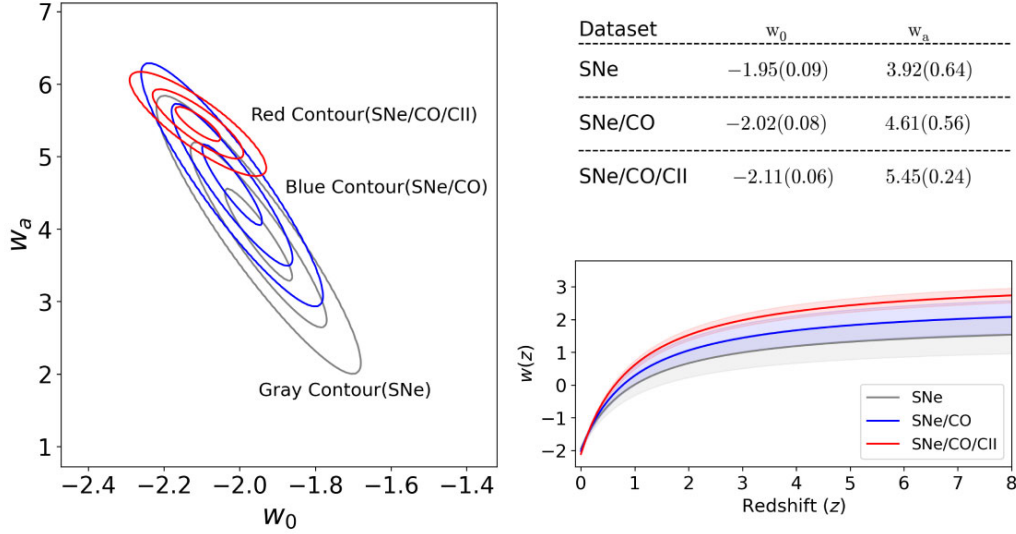 7
6
5
4
3
2
1
w_a
−2.4 −2.2 −2.0 −1.8 −1.6 −1.4
w_0
Red Contour(SNe/CO/CII)
Blue Contour(SNe/CO)
Gray Contour(SNe)
Dataset w_0 w_a
SNe −1.95(0.09) 3.92(0.64)
SNe/CO −2.02(0.08) 4.61(0.56)
SNe/CO/CII −2.11(0.06) 5.45(0.24)
3
2
1
0
−1
−2
w(z)
SNe
SNe/CO
SNe/CO/CII
0 1 2 3 4 5 6 7 8
Redshift (z)